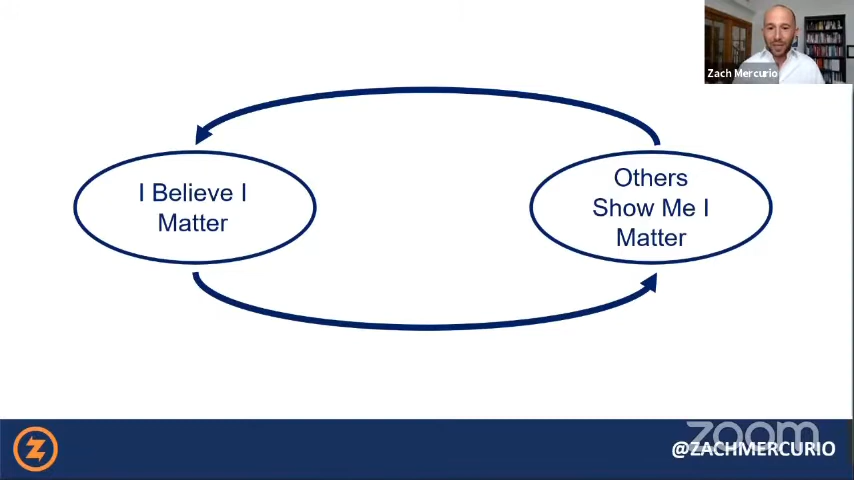 Zach Mercurio
I Believe I
Matter
Others
Show Me I
Matter
zoom
@ZACHMERCURIO